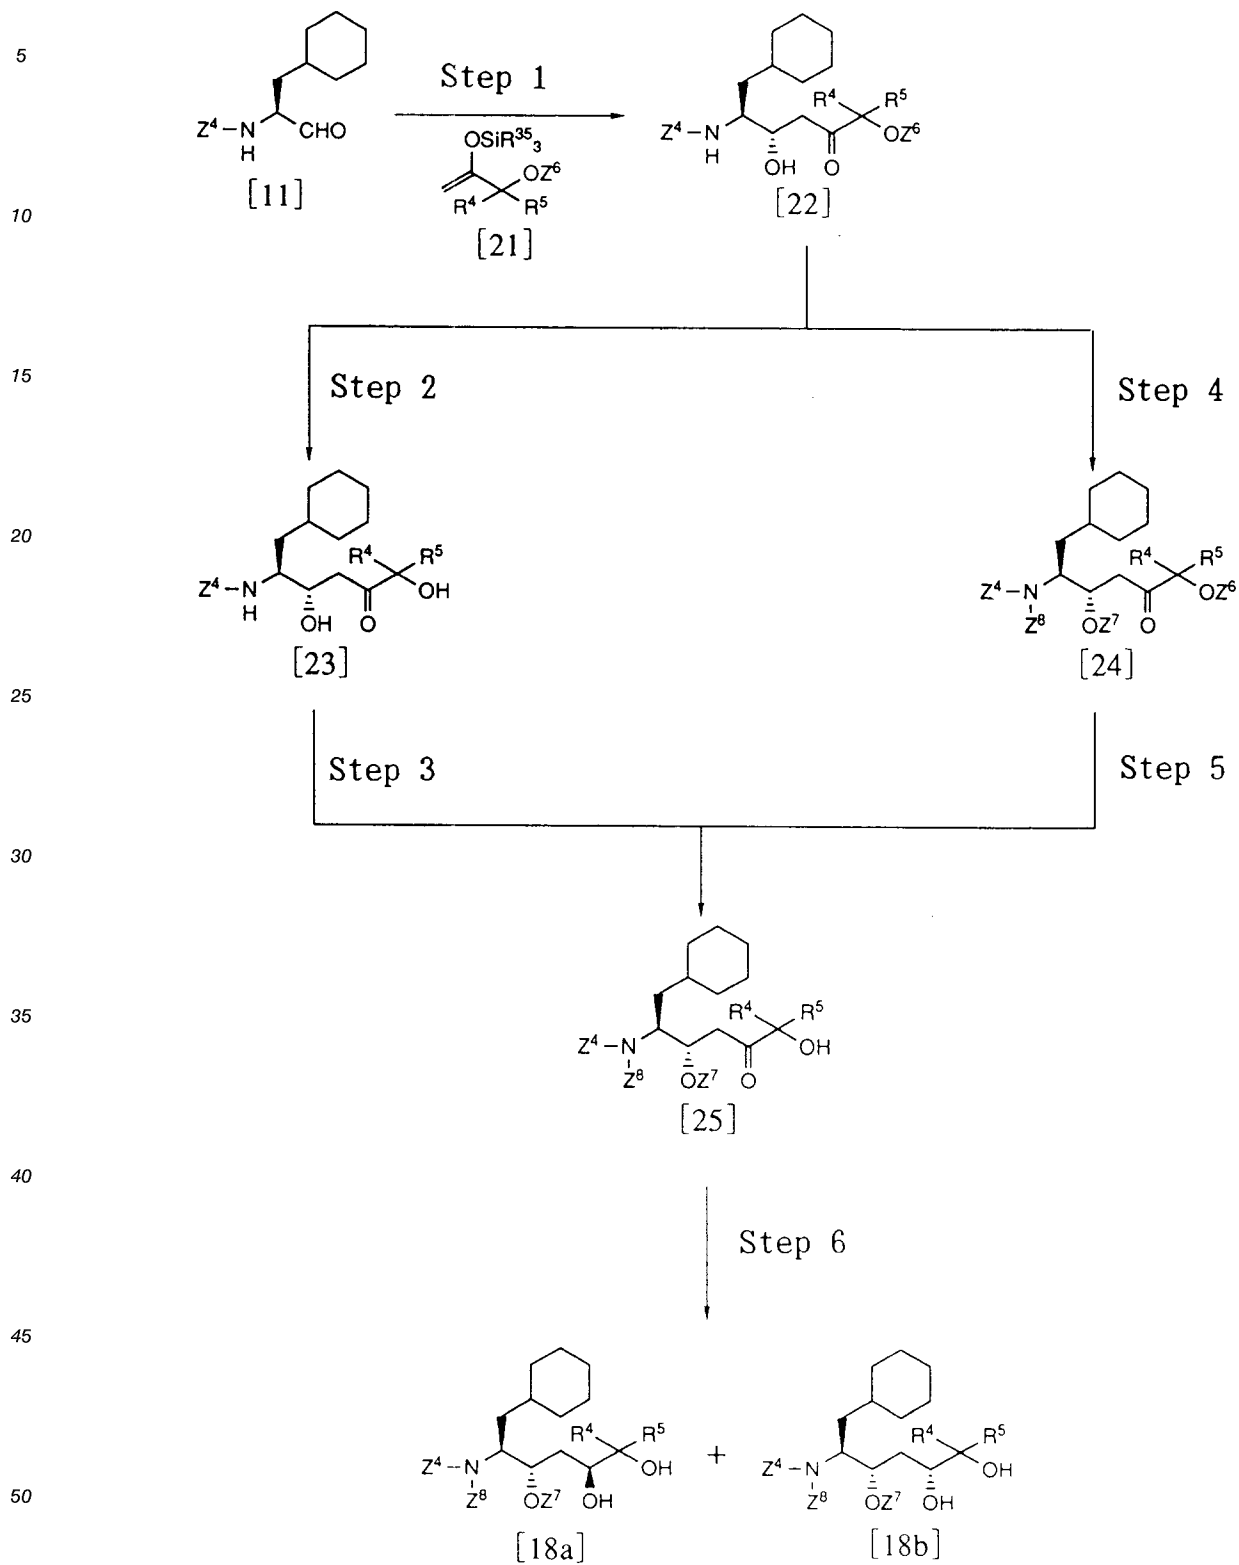 5
Step 1
R⁴ R⁵
Z⁴–N CHO
H
OSiR³⁵₃
OZ⁶
R⁴ R⁵
Z⁴–N OZ⁶
H
OH O
[11]
[21]
[22]
10
15
Step 2
Step 4
20
R⁴ R⁵
Z⁴–N OH
H
OH O
[23]
R⁴ R⁵
Z⁴–N OZ⁶
Z⁸ OZ⁷ O
[24]
25
Step 3
Step 5
30
35
R⁴ R⁵
Z⁴–N OH
Z⁸ OZ⁷ O
[25]
40
Step 6
45
R⁴ R⁵
Z⁴--N OH
Z⁸ OZ⁷ OH
+
R⁴ R⁵
Z⁴–N OH
Z⁸ OZ⁷ OH
50
[18a]
[18b]